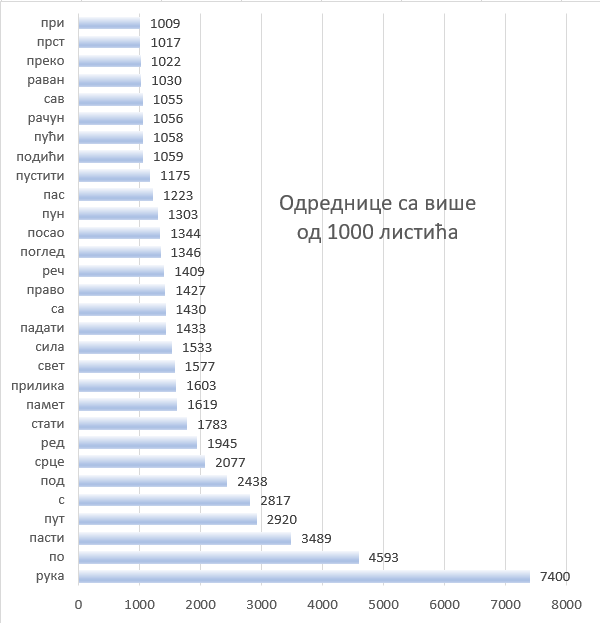 при 1009
прст 1017
преко 1022
раван 1030
сав 1055
рачун 1056
пући 1058
подићи 1059
пустити 1175
пас 1223
пун 1303
посао 1344
поглед 1346
реч 1409
право 1427
са 1430
падати 1433
сила 1533
свет 1577
прилика 1603
памет 1619
стати 1783
ред 1945
срце 2077
под 2438
с 2817
пут 2920
пасти 3489
по 4593
рука 7400
0 1000 2000 3000 4000 5000 6000 7000 8000
Одреднице са више
од 1000 листића